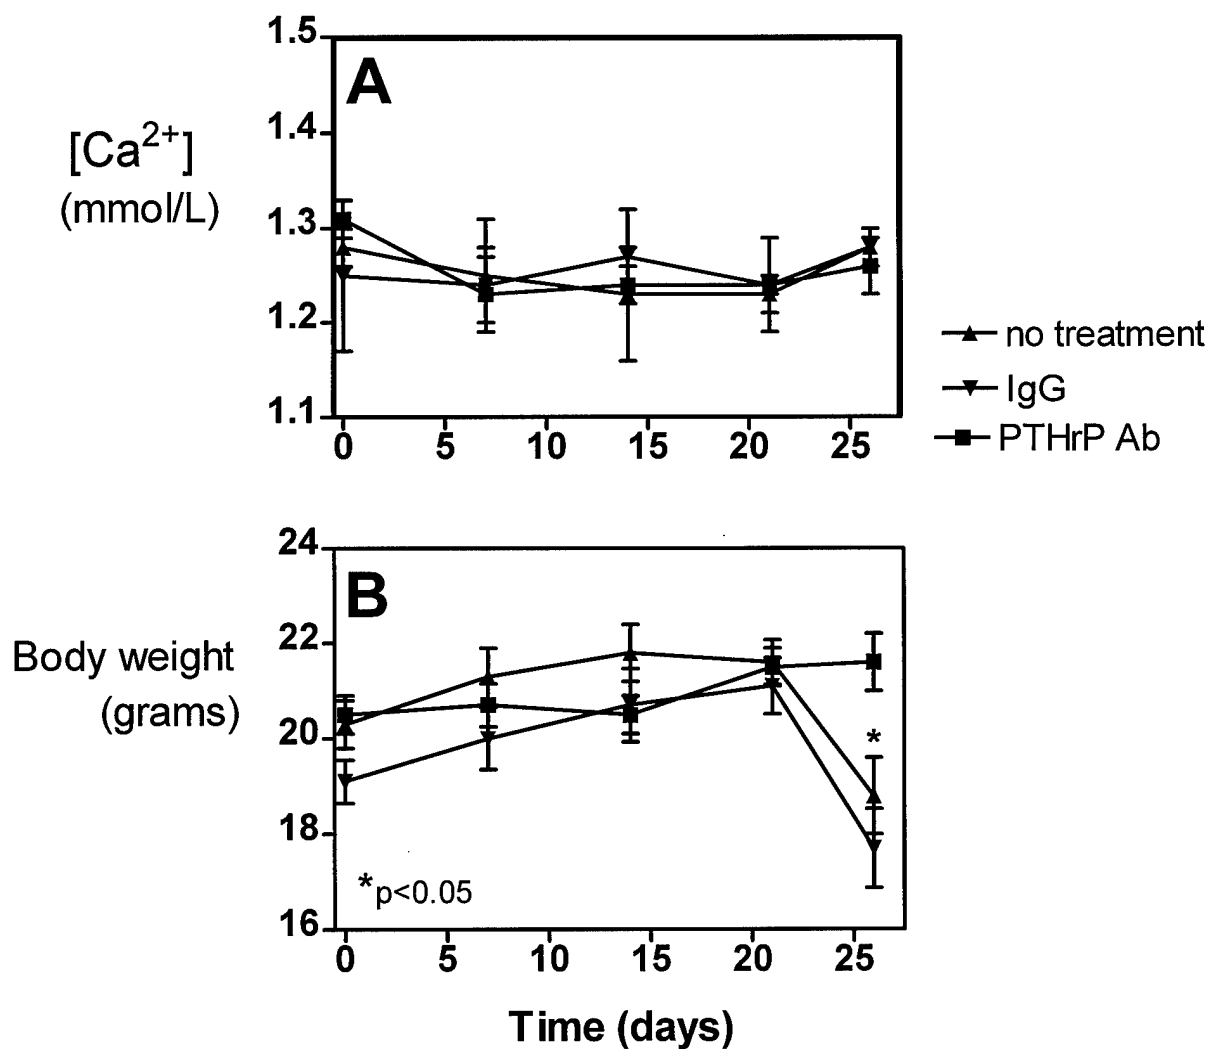 A
[Ca2+]
(mmol/L)
1.5
1.4
1.3
1.2
1.1
0 5 10 15 20 25
no treatment
IgG
PTHrP Ab
B
Body weight
(grams)
24
22
20
18
16
*
*p<0.05
0 5 10 15 20 25
Time (days)